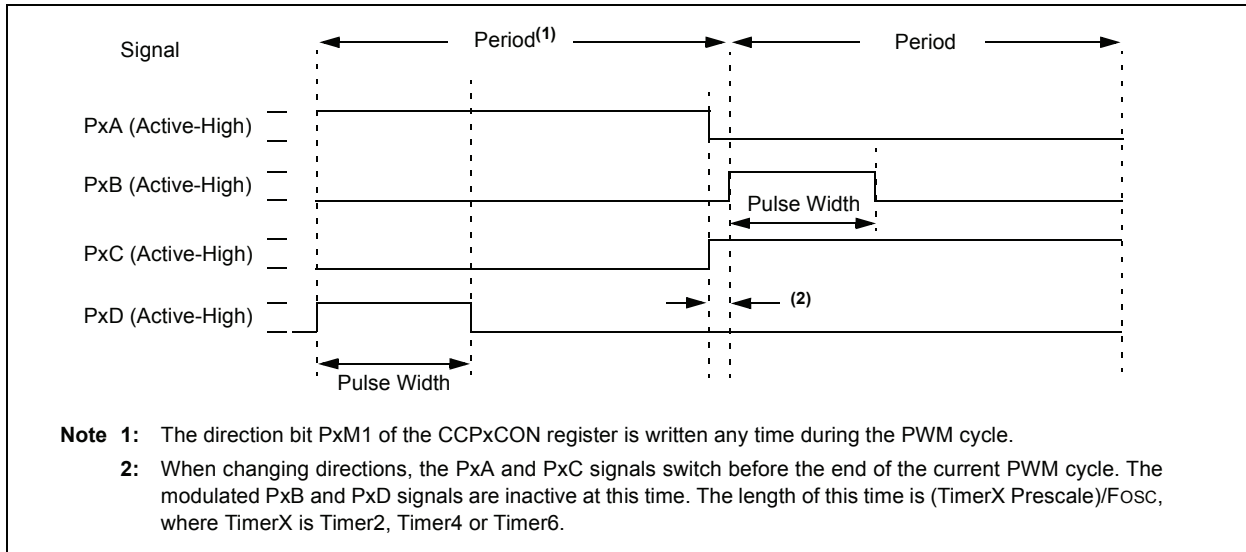 Signal
Period(1)
Period
PxA (Active-High)
PxB (Active-High)
Pulse Width
PxC (Active-High)
(2)
PxD (Active-High)
Pulse Width
Note 1: The direction bit PxM1 of the CCPxCON register is written any time during the PWM cycle.
2: When changing directions, the PxA and PxC signals switch before the end of the current PWM cycle. The
modulated PxB and PxD signals are inactive at this time. The length of this time is (TimerX Prescale)/FOSC,
where TimerX is Timer2, Timer4 or Timer6.